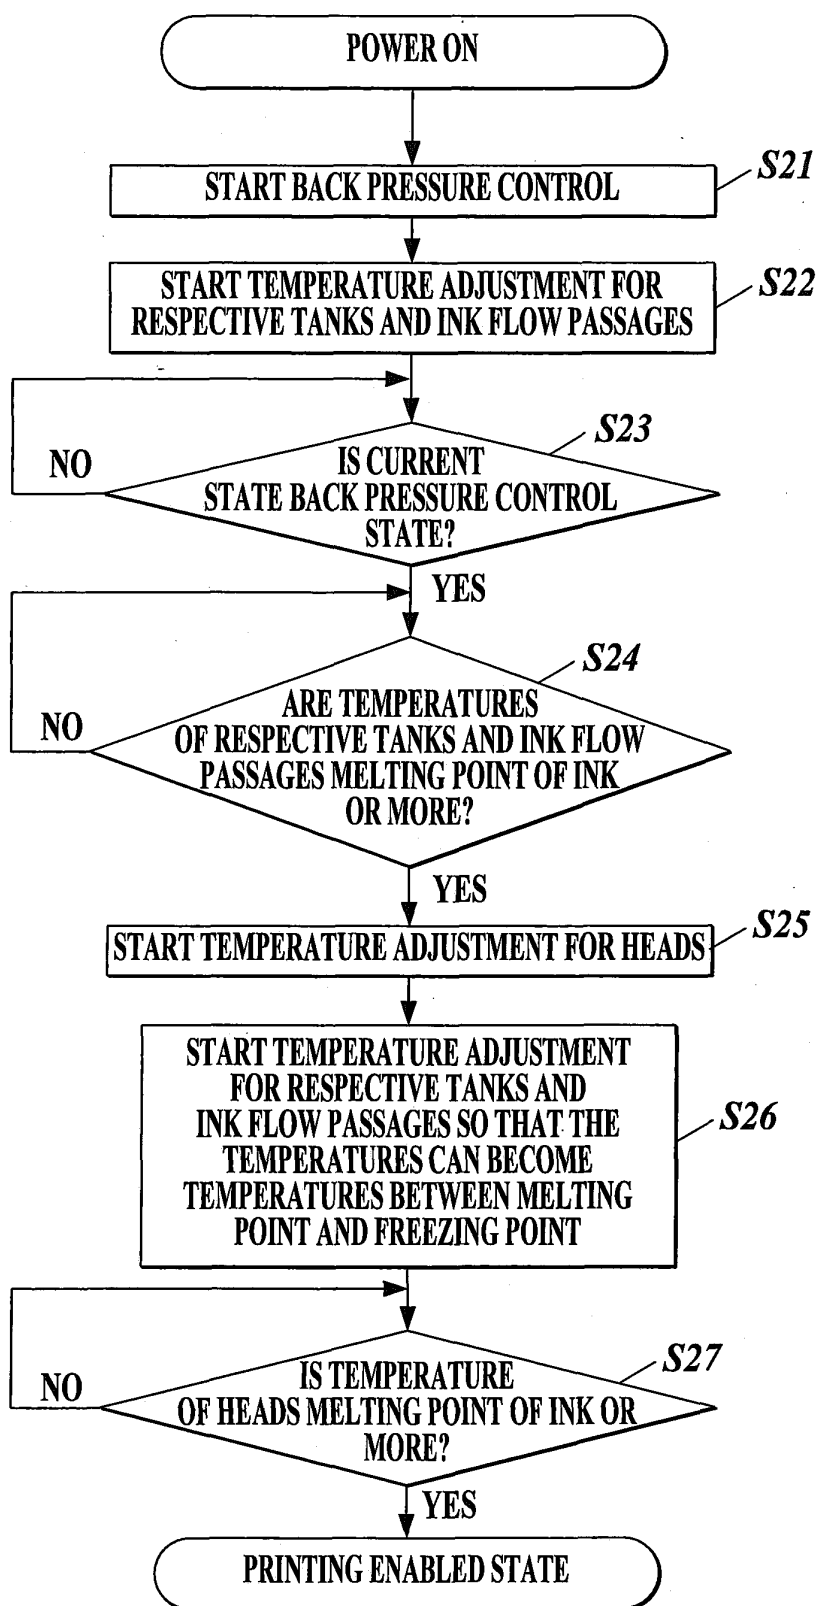 POWER ON
START BACK PRESSURE CONTROL
S21
START TEMPERATURE ADJUSTMENT FOR
RESPECTIVE TANKS AND INK FLOW PASSAGES
S22
IS CURRENT
STATE BACK PRESSURE CONTROL
STATE?
S23
NO
YES
ARE TEMPERATURES
OF RESPECTIVE TANKS AND INK FLOW
PASSAGES MELTING POINT OF INK
OR MORE?
S24
NO
YES
START TEMPERATURE ADJUSTMENT FOR HEADS
S25
START TEMPERATURE ADJUSTMENT
FOR RESPECTIVE TANKS AND
INK FLOW PASSAGES SO THAT THE
TEMPERATURES CAN BECOME
TEMPERATURES BETWEEN MELTING
POINT AND FREEZING POINT
S26
IS TEMPERATURE
OF HEADS MELTING POINT OF INK OR
MORE?
S27
NO
YES
PRINTING ENABLED STATE